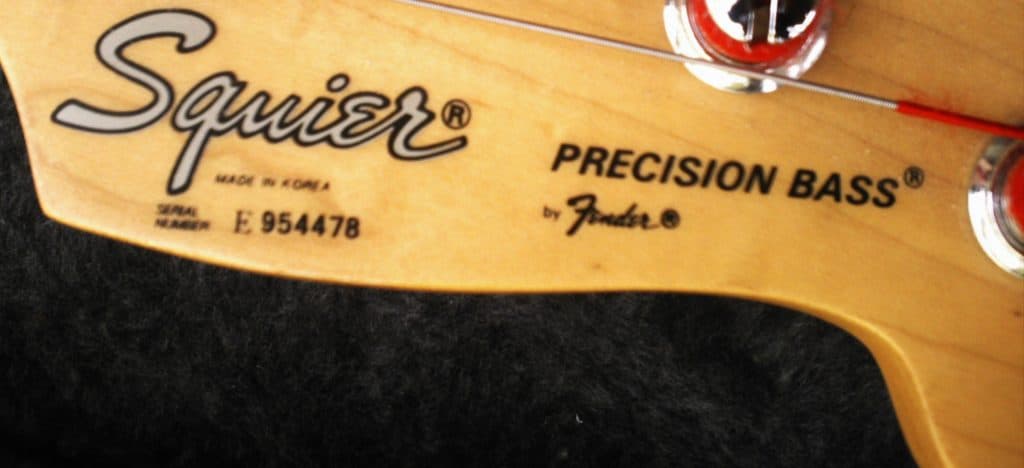 Squier®
MADE IN KOREA
SERIAL NUMBER E 954478
PRECISION BASS®
by Fender®